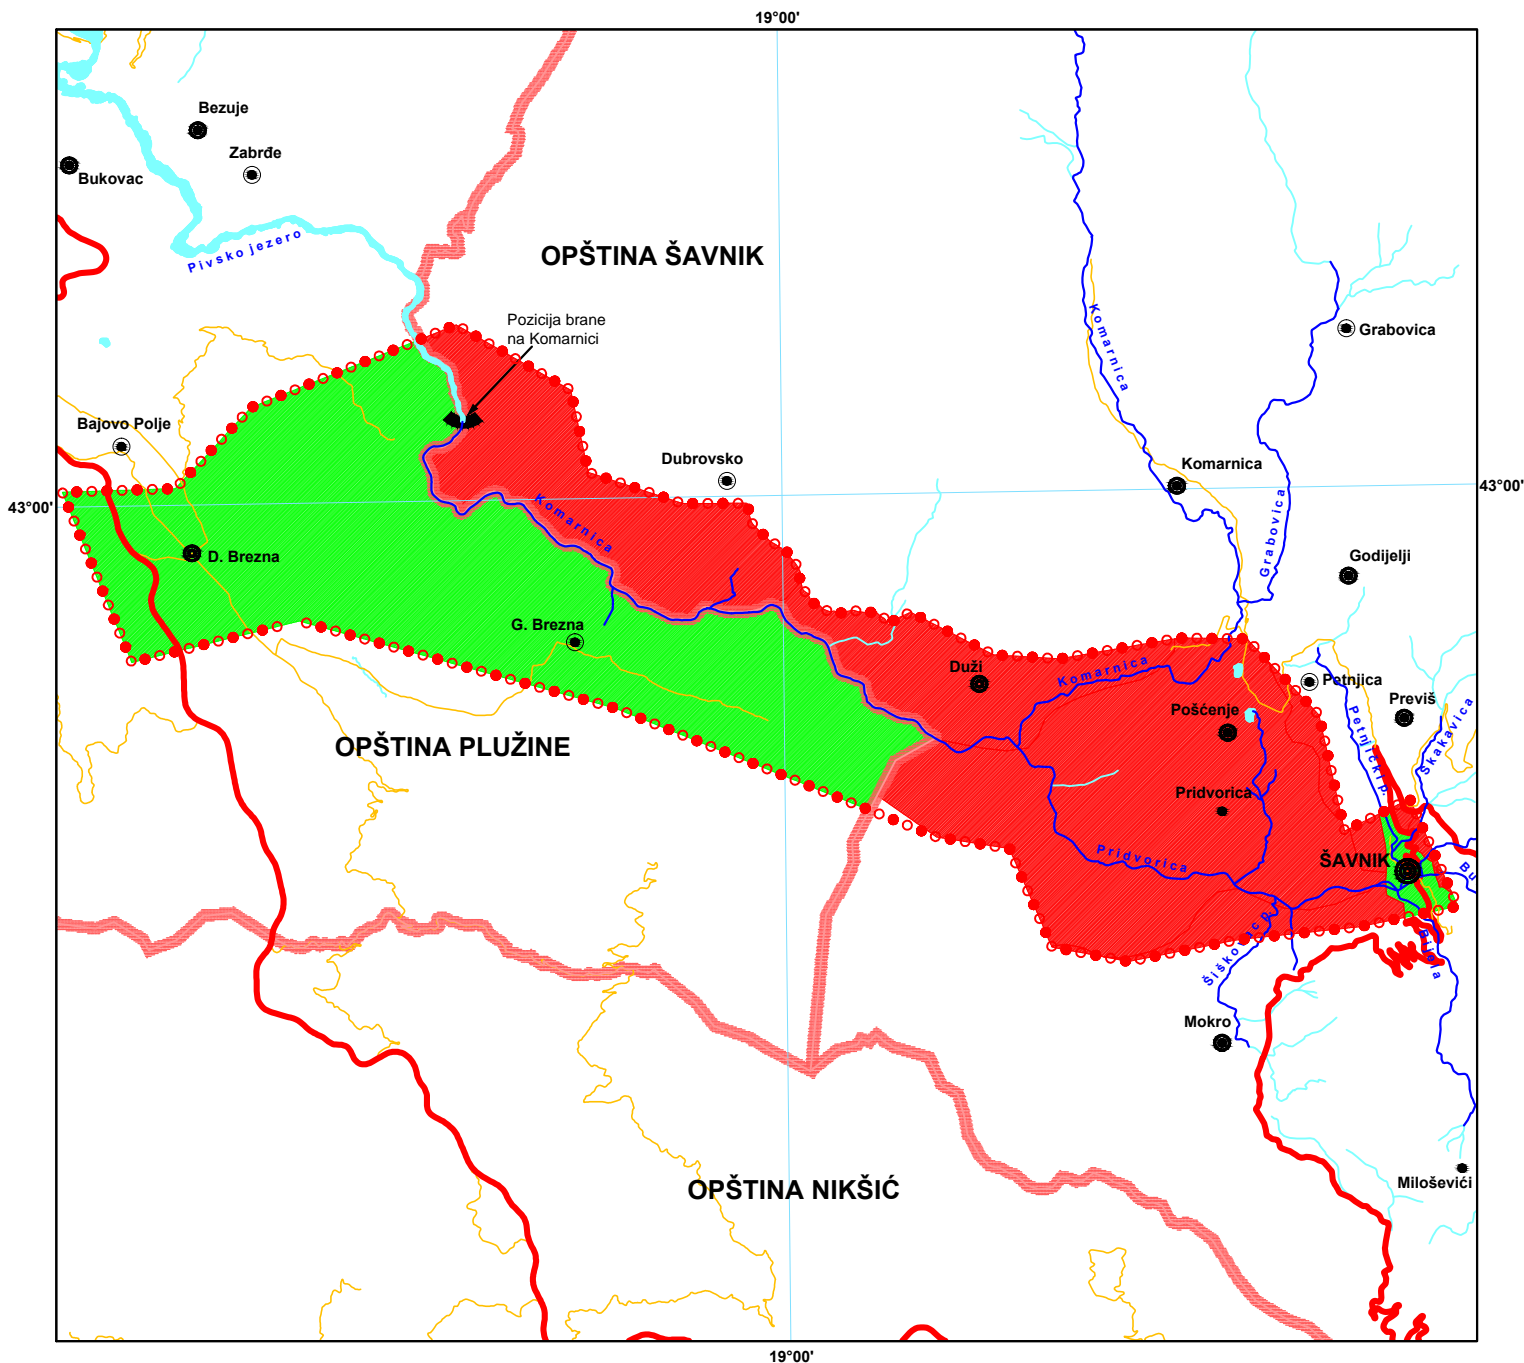 19°00'
Bezuje
Zabrđe
Bukovac
Pivsko jezero
OPŠTINA ŠAVNIK
Pozicija brane
na Komarnici
Komarnica
Grabovica
Bajovo Polje
Dubrovsko
Komarnica
43°00'
43°00'
Komarnica
Grabovica
D. Brezna
Godijelji
G. Brezna
Duži
Komarnica
Petnjica
Previš
Pošćenje
Petnjički p.
Skakavica
OPŠTINA PLUŽINE
Pridvorica
Pridvorica
ŠAVNIK
Bu
Bijela
Mokro
Miloševići
OPŠTINA NIKŠIĆ
19°00'